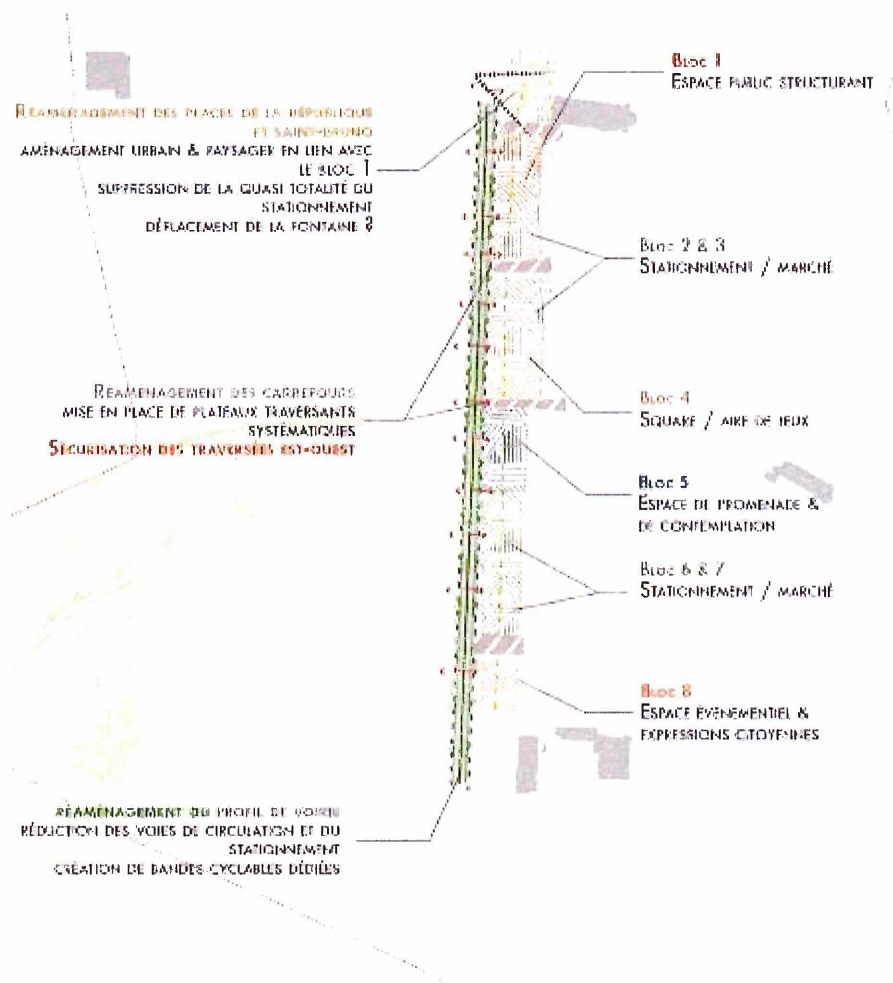 Bloc 1
ESPACE PUBLIC STRUCTURANT
RÉAMÉNAGEMENT DES PLACES DE LA RÉPUBLIQUE
ET SAINT-BRUNO
AMÉNAGEMENT URBAIN & PAYSAGER EN LIEN AVEC
LE BLOC 1
SUPPRESSION DE LA QUASI TOTALITÉ DU
STATIONNEMENT
DÉPLACEMENT DE LA FONTAINE ?
Bloc 2 & 3
STATIONNEMENT / MARCHÉ
RÉAMÉNAGEMENT DES CARREFOURS
MISE EN PLACE DE PLATEAUX TRAVERSANTS
SYSTÉMATIQUES
SÉCURISATION DES TRAVERSÉES EST-OUEST
Bloc 4
SQUARE / AIRE DE JEUX
Bloc 5
ESPACE DE PROMENADE &
DE CONTEMPLATION
Bloc 6 & 7
STATIONNEMENT / MARCHÉ
Bloc 8
ESPACE ÉVÈNEMENTIEL &
EXPRESSIONS CITOYENNES
RÉAMÉNAGEMENT DU PROFIL DE VOIRIE
RÉDUCTION DES VOIES DE CIRCULATION ET DU
STATIONNEMENT
CRÉATION DE BANDES CYCLABLES DÉDIÉES